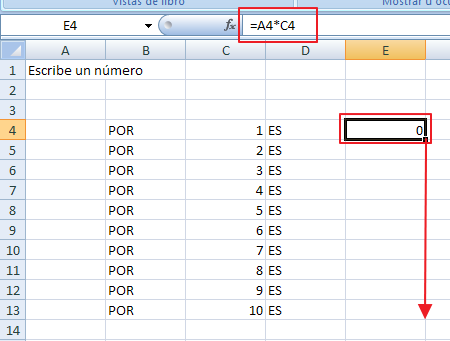 Vistas de libro Mostrar u ocu
E4 fx =A4*C4
A B C D E
1 Escribe un número
2
3
4 POR 1 ES 0
5 POR 2 ES
6 POR 3 ES
7 POR 4 ES
8 POR 5 ES
9 POR 6 ES
10 POR 7 ES
11 POR 8 ES
12 POR 9 ES
13 POR 10 ES
14